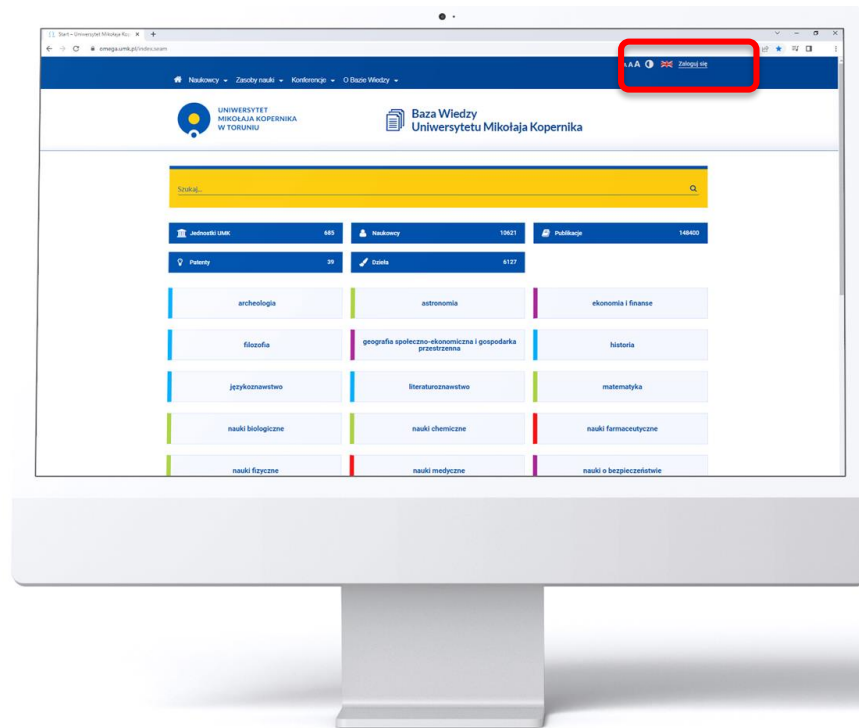 Start - Uniwersytet Mikołaja Kop
omega.umk.pl/index.seam
AAA Zaloguj się
Naukowcy Zasoby nauki Konferencje O Bazie Wiedzy
UNIWERSYTET
MIKOŁAJA KOPERNIKA
W TORUNIU
Baza Wiedzy
Uniwersytetu Mikołaja Kopernika
Szukaj...
Jednostki UMK 685
Naukowcy 10621
Publikacje 148400
Patenty 39
Dzieła 6127
archeologia
astronomia
ekonomia i finanse
filozofia
geografia społeczno-ekonomiczna i gospodarka
przestrzenna
historia
językoznawstwo
literaturoznawstwo
matematyka
nauki biologiczne
nauki chemiczne
nauki farmaceutyczne
nauki fizyczne
nauki medyczne
nauki o bezpieczeństwie